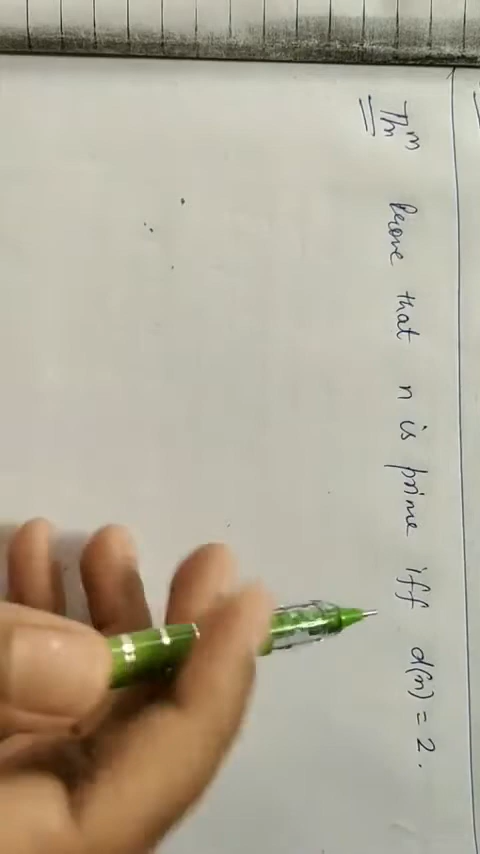 Thm prove that n is prime iff d(n) = 2.